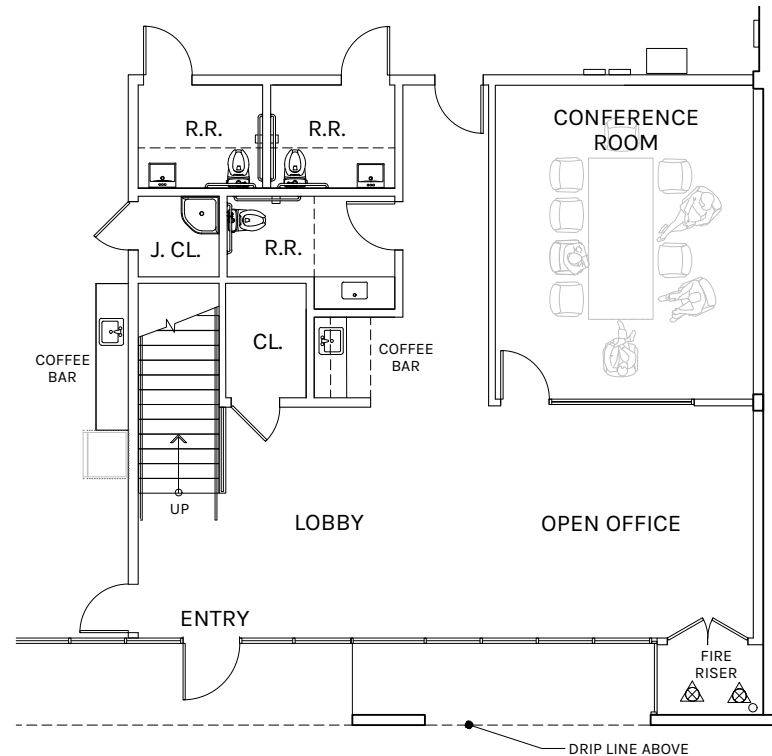 R.R.
R.R.
CONFERENCE
ROOM
J. CL.
R.R.
COFFEE
BAR
CL.
COFFEE
BAR
UP
LOBBY
OPEN OFFICE
ENTRY
FIRE
RISER
DRIP LINE ABOVE